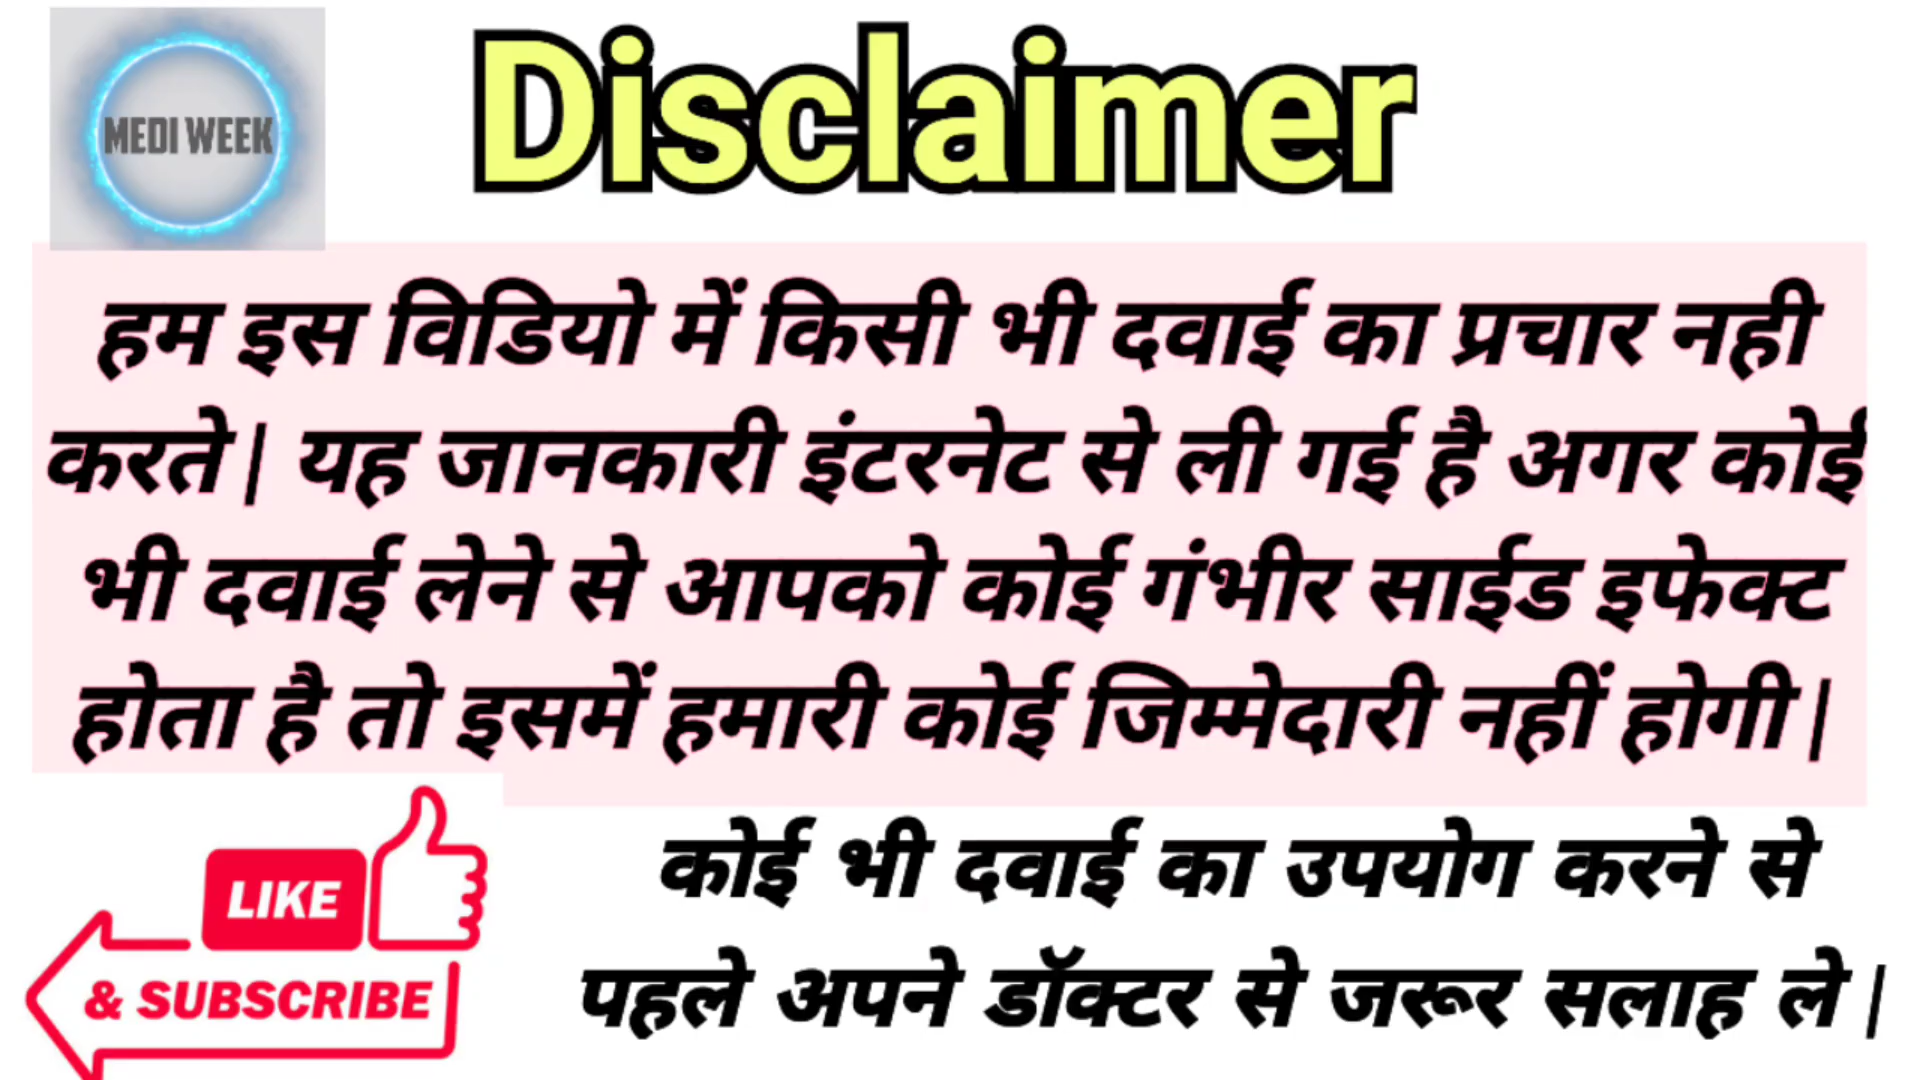 MEDI WEEK
Disclaimer
हम इस विडियो में किसी भी दवाई का प्रचार नही
करते| यह जानकारी इंटरनेट से ली गई है अगर कोई
भी दवाई लेने से आपको कोई गंभीर साईड इफेक्ट
होता है तो इसमें हमारी कोई जिम्मेदारी नहीं होगी|
कोई भी दवाई का उपयोग करने से
पहले अपने डॉक्टर से जरूर सलाह ले|
LIKE
& SUBSCRIBE